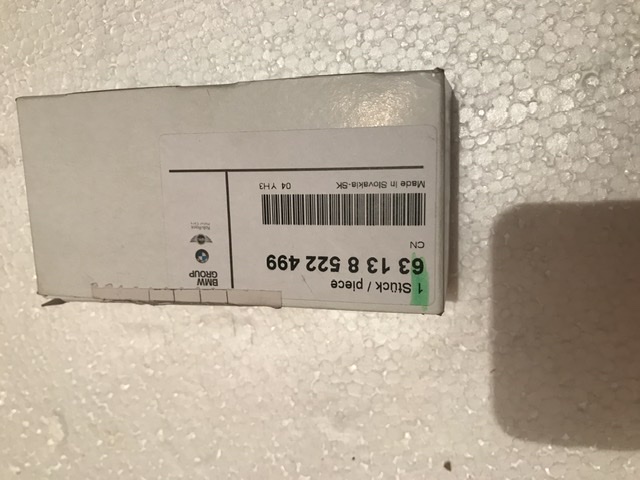 1 Stück / piece
63 13 8 522 499
CN
Made in Slovakia-SK
04 YH3
BMW
GROUP